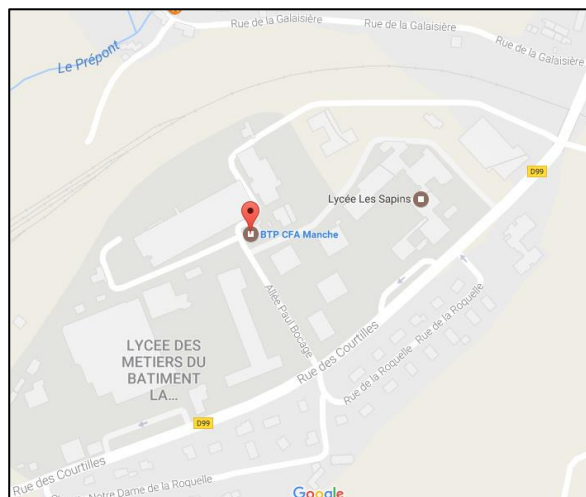 Rue de la Galaisière
Rue de la Galaisière
Rue de la Galaisière
Le Prépont
D99
Lycée Les Sapins
BTP CFA Manche
Allée Paul Bocage
LYCEE DES
METIERS DU
BATIMENT
LA...
Rue des Courtilles
Rue de la Roquelle
Rue de la Roquelle
D99
Rue des Courtilles
Notre Dame de la Roquelle
Google